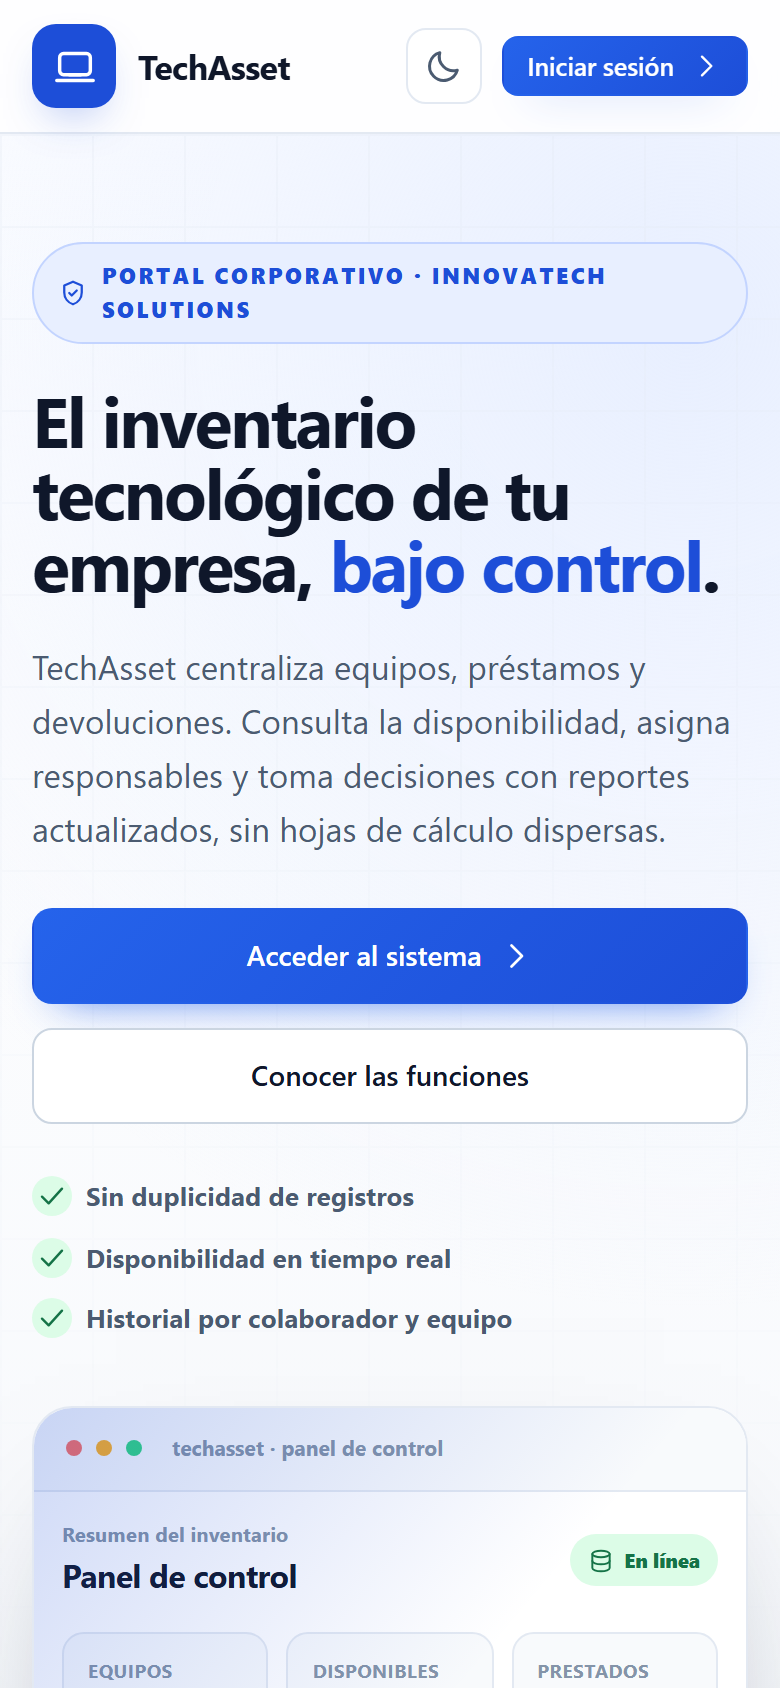 TechAsset
Iniciar sesión
PORTAL CORPORATIVO · INNOVATECH
SOLUTIONS
El inventario
tecnológico de tu
empresa, bajo control.
TechAsset centraliza equipos, préstamos y
devoluciones. Consulta la disponibilidad, asigna
responsables y toma decisiones con reportes
actualizados, sin hojas de cálculo dispersas.
Acceder al sistema
Conocer las funciones
Sin duplicidad de registros
Disponibilidad en tiempo real
Historial por colaborador y equipo
techasset · panel de control
Resumen del inventario
Panel de control
En línea
EQUIPOS
DISPONIBLES
PRESTADOS